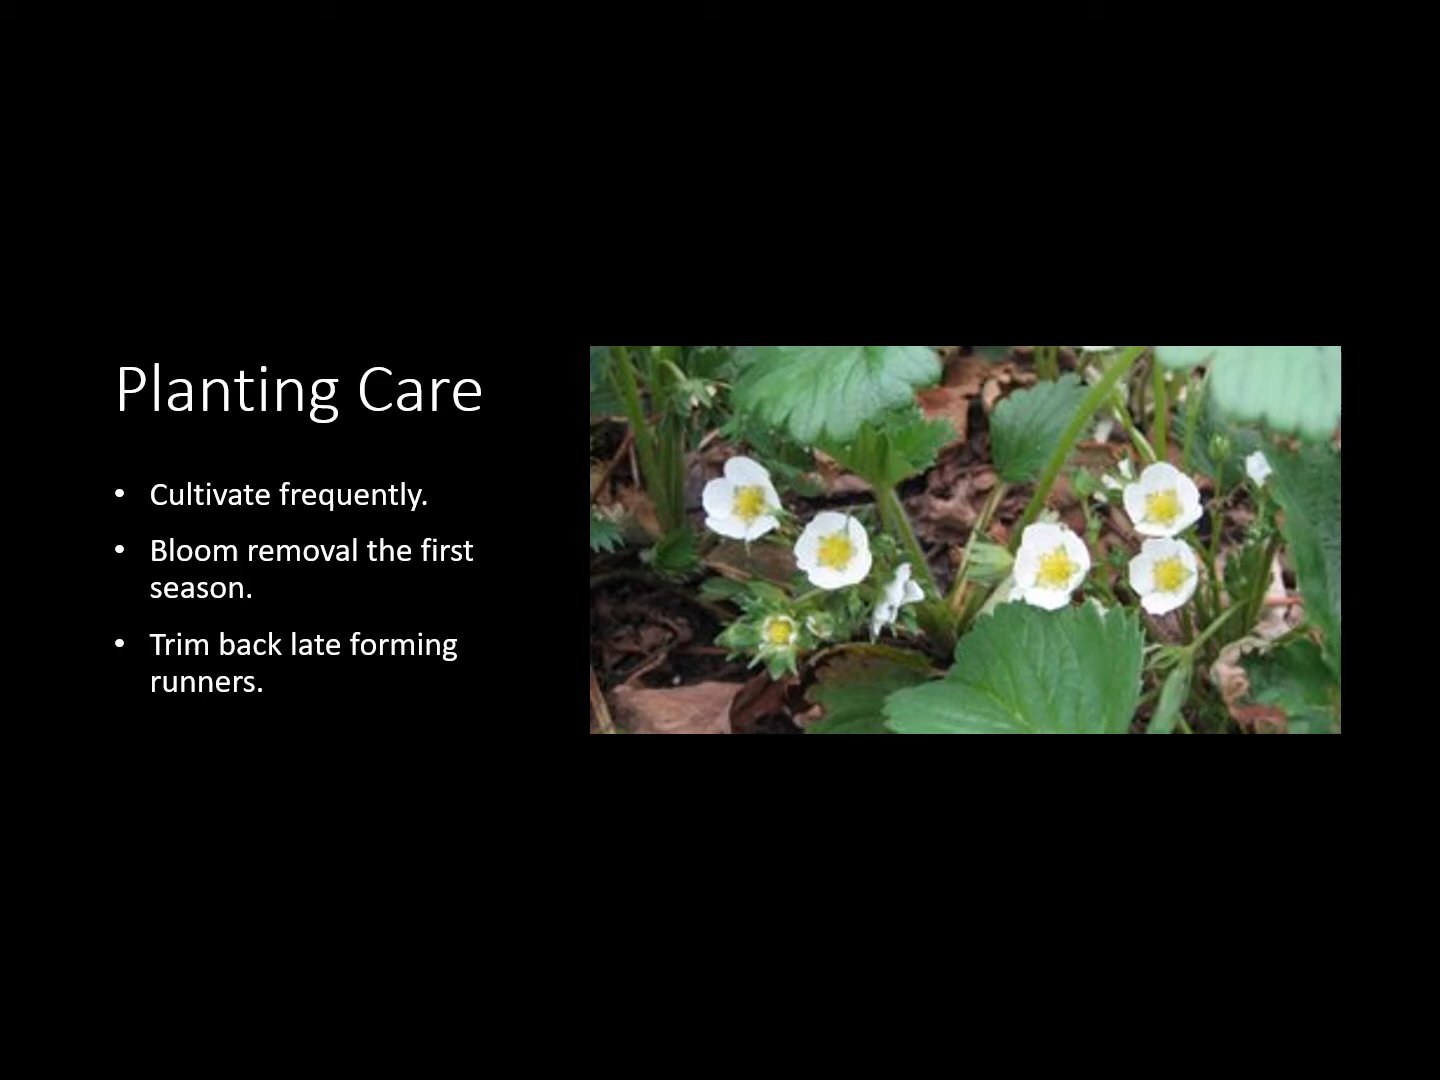 Planting Care
• Cultivate frequently.
• Bloom removal the first
season.
• Trim back late forming
runners.